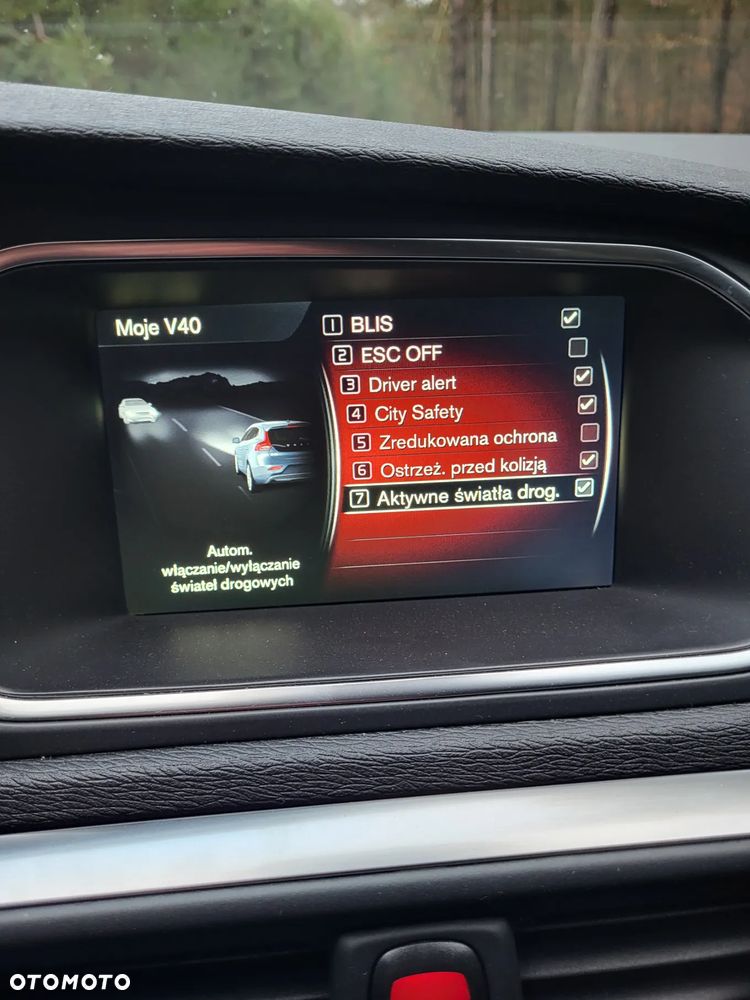 Moje V40
1 BLIS
2 ESC OFF
3 Driver alert
4 City Safety
5 Zredukowana ochrona
6 Ostrzeż. przed kolizją
7 Aktywne światła drog.
Autom.
włączanie/wyłączanie
świateł drogowych
OTOMOTO